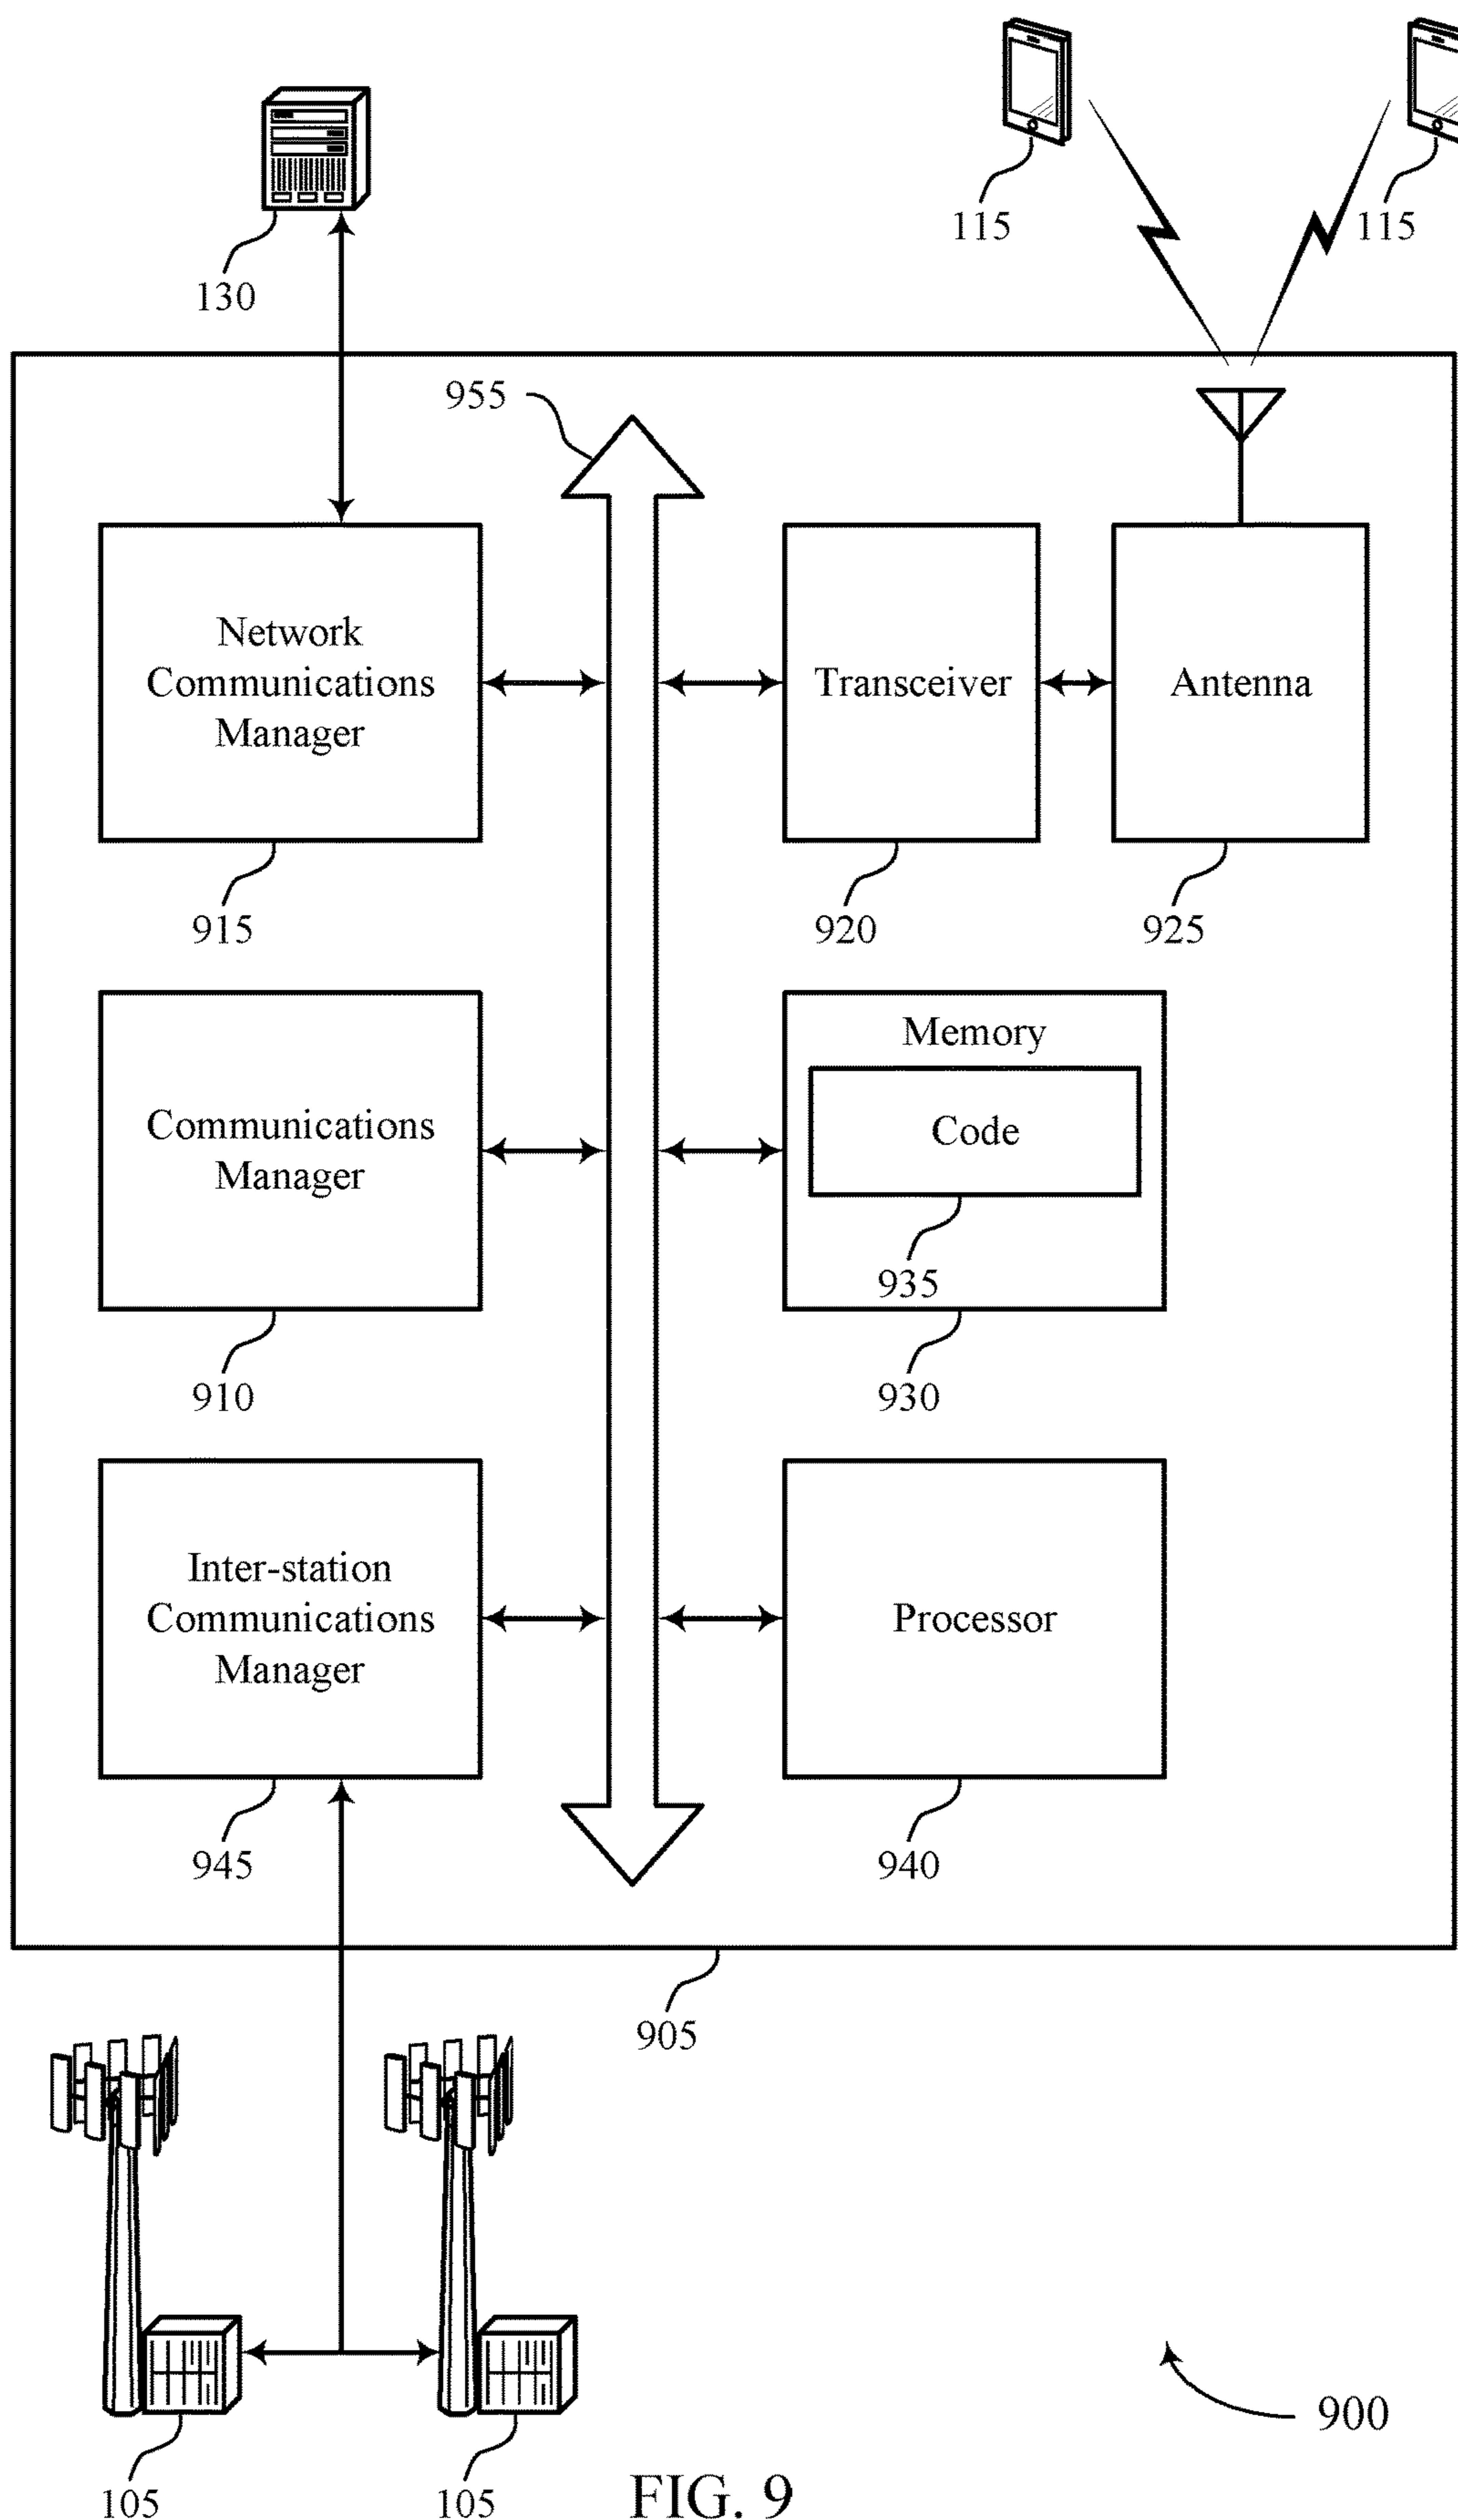 130
115
115
955
Network
Communications
Manager
Transceiver
Antenna
915
920
925
Communications
Manager
Memory
Code
935
910
930
Inter-station
Communications
Manager
Processor
945
940
905
900
105
105
FIG. 9